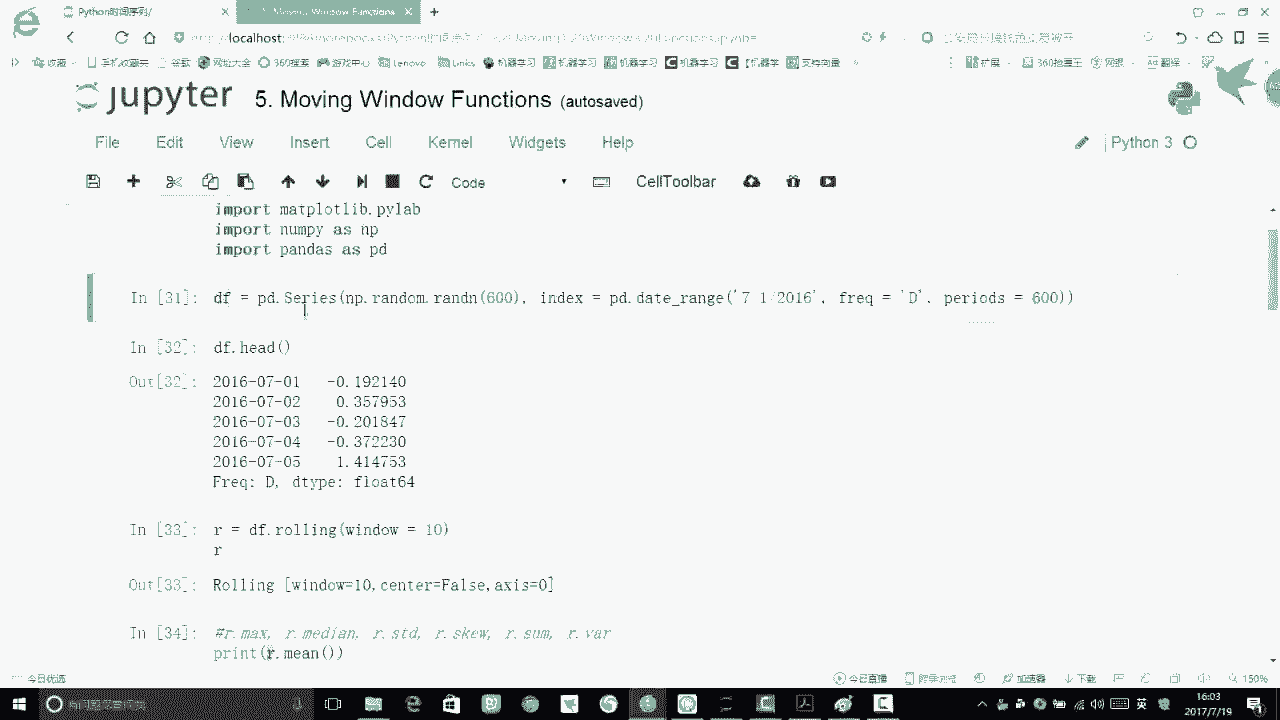 Python时间序列/
5. Moving Window Functions
localhost
收藏
手机收藏夹
谷歌
网址大全
360搜索
游戏中心
Lenovo
Links
机器学习
机器学习
机器学习
机器学习
机器学
支持向量
扩展
网银
翻译
jupyter 5. Moving Window Functions (autosaved)
File Edit View Insert Cell Kernel Widgets Help
Python 3
Code
CellToolbar
import matplotlib.pylab
import numpy as np
import pandas as pd
In [31]: df = pd.Series(np.random.randn(600), index = pd.date_range('7/1/2016', freq = 'D', periods = 600))
In [32]: df.head()
Out[32]: 2016-07-01 -0.192140
2016-07-02 0.357953
2016-07-03 -0.201847
2016-07-04 -0.372230
2016-07-05 1.414753
Freq: D, dtype: float64
In [33]: r = df.rolling(window = 10)
r
Out[33]: Rolling [window=10,center=False,axis=0]
In [34]: #r.max, r.median, r.std, r.skew, r.sum, r.var
print(r.mean())
今日优选
今日直播
加速器
下载
150%
英
16:03
2017/7/19